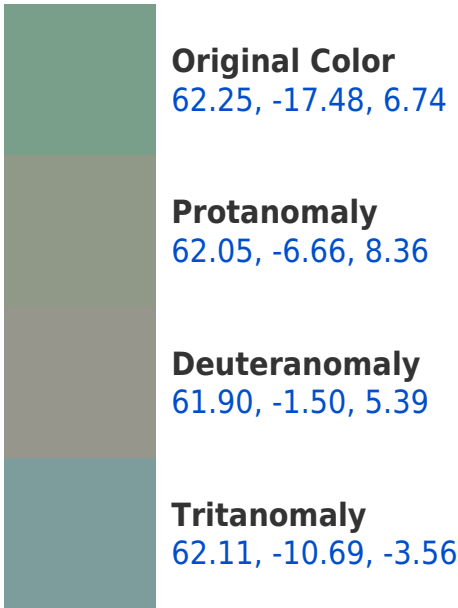 Original Color
62.25, -17.48, 6.74
Protanomaly
62.05, -6.66, 8.36
Deuteranomaly
61.90, -1.50, 5.39
Tritanomaly
62.11, -10.69, -3.56